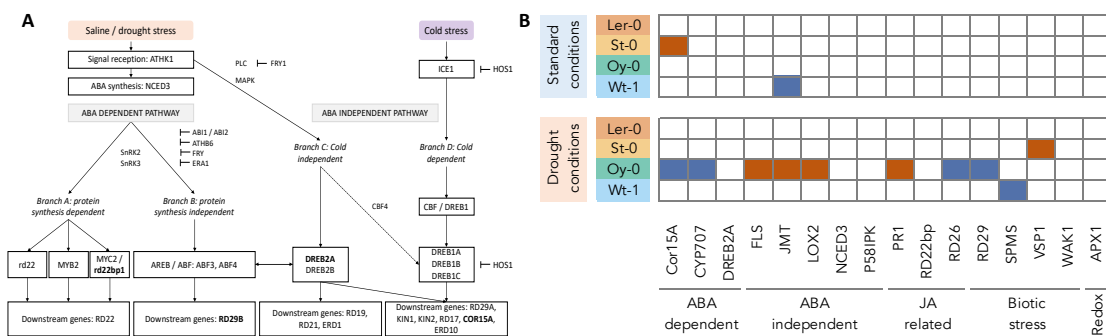 A
Saline / drought stress
Cold stress
Signal reception: ATHK1
PLC
FRY1
MAPK
ICE1
HOS1
ABA synthesis: NCED3
ABA DEPENDENT PATHWAY
ABA INDEPENDENT PATHWAY
ABI1 / ABI2
ATHB6
FRY
ERA1
SnRK2
SnRK3
Branch C: Cold
independent
Branch D: Cold
dependent
Branch A: protein
synthesis dependent
Branch B: protein
synthesis independent
CBF4
CBF / DREB1
rd22
MYB2
MYC2 /
rd22bp1
AREB / ABF: ABF3, ABF4
DREB2A
DREB2B
DREB1A
DREB1B
DREB1C
HOS1
Downstream genes: RD22
Downstream genes: RD29B
Downstream genes: RD19,
RD21, ERD1
Downstream genes: RD29A,
KIN1, KIN2, RD17, COR15A,
ERD10
B
Standard
conditions
Ler-0
St-0
Oy-0
Wt-1
Drought
conditions
Ler-0
St-0
Oy-0
Wt-1
Cor15A
CYP707
DREB2A
FLS
JMT
LOX2
NCED3
P58IPK
PR1
RD22bp
RD26
RD29
SPMS
VSP1
WAK1
APX1
ABA
dependent
ABA
independent
JA
related
Biotic
stress
Redox